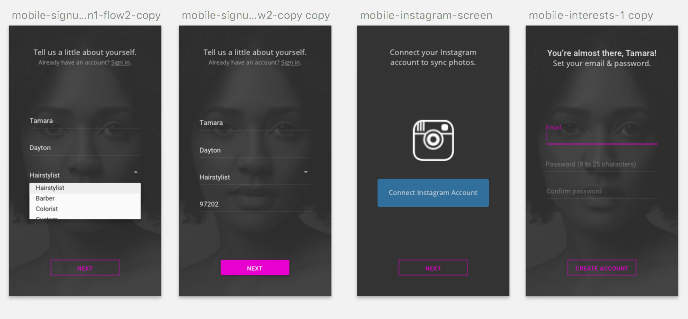 mobile-signu...n1-flow2-copy
Tell us a little about yourself.
Already have an account? Sign in.
Tamara
Dayton
Hairstylist
Hairstylist
Barber
Colorist
Custom
NEXT
mobile-signu...w2-copy copy
Tell us a little about yourself.
Already have an account? Sign in.
Tamara
Dayton
Hairstylist
97202
NEXT
mobile-instagram-screen
Connect your Instagram
account to sync photos.
Connect Instagram Account
NEXT
mobile-interests-1 copy
You're almost there, Tamara!
Set your email & password.
Email
Password (8 to 25 characters)
Confirm password
CREATE ACCOUNT